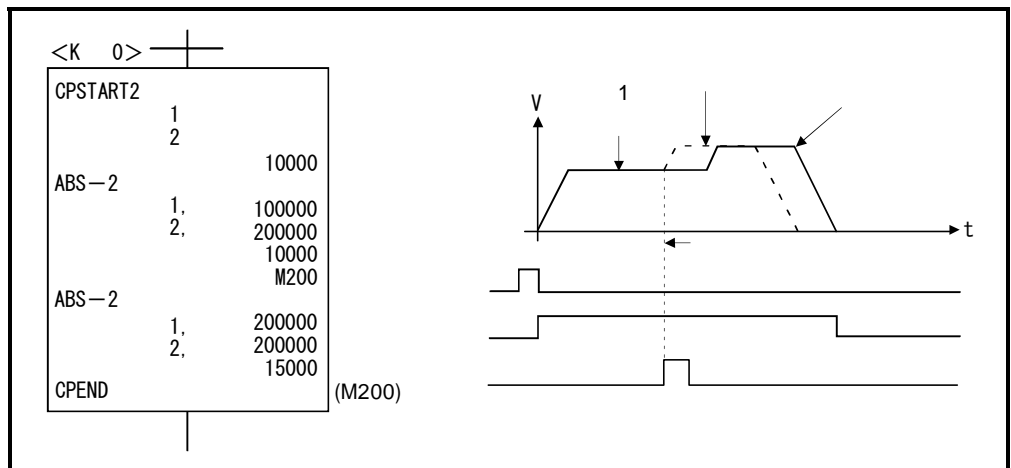 <K 0>
CPSTART2
1
2
10000
ABS-2
1, 100000
2, 200000
10000
M200
ABS-2
1, 200000
2, 200000
15000
CPEND
(M200)
V
1
t